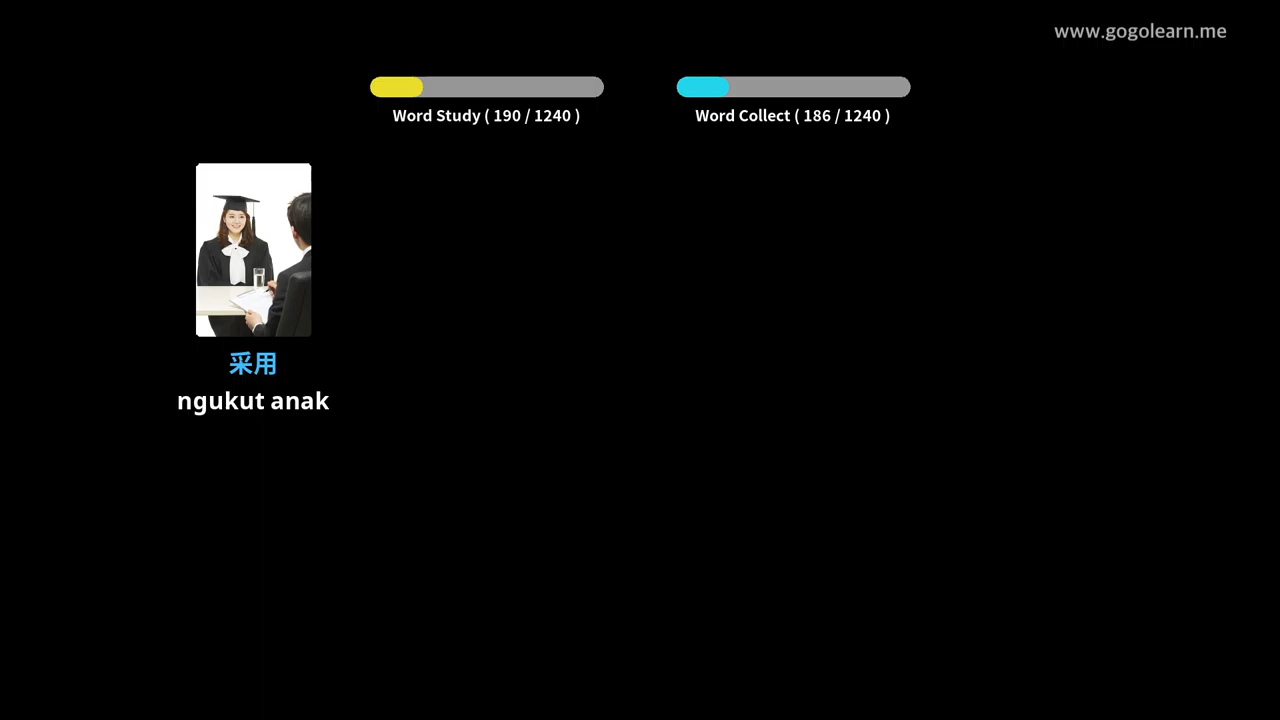 www.gogolearn.me
Word Study ( 190 / 1240 )
Word Collect ( 186 / 1240 )
采用
ngukut anak